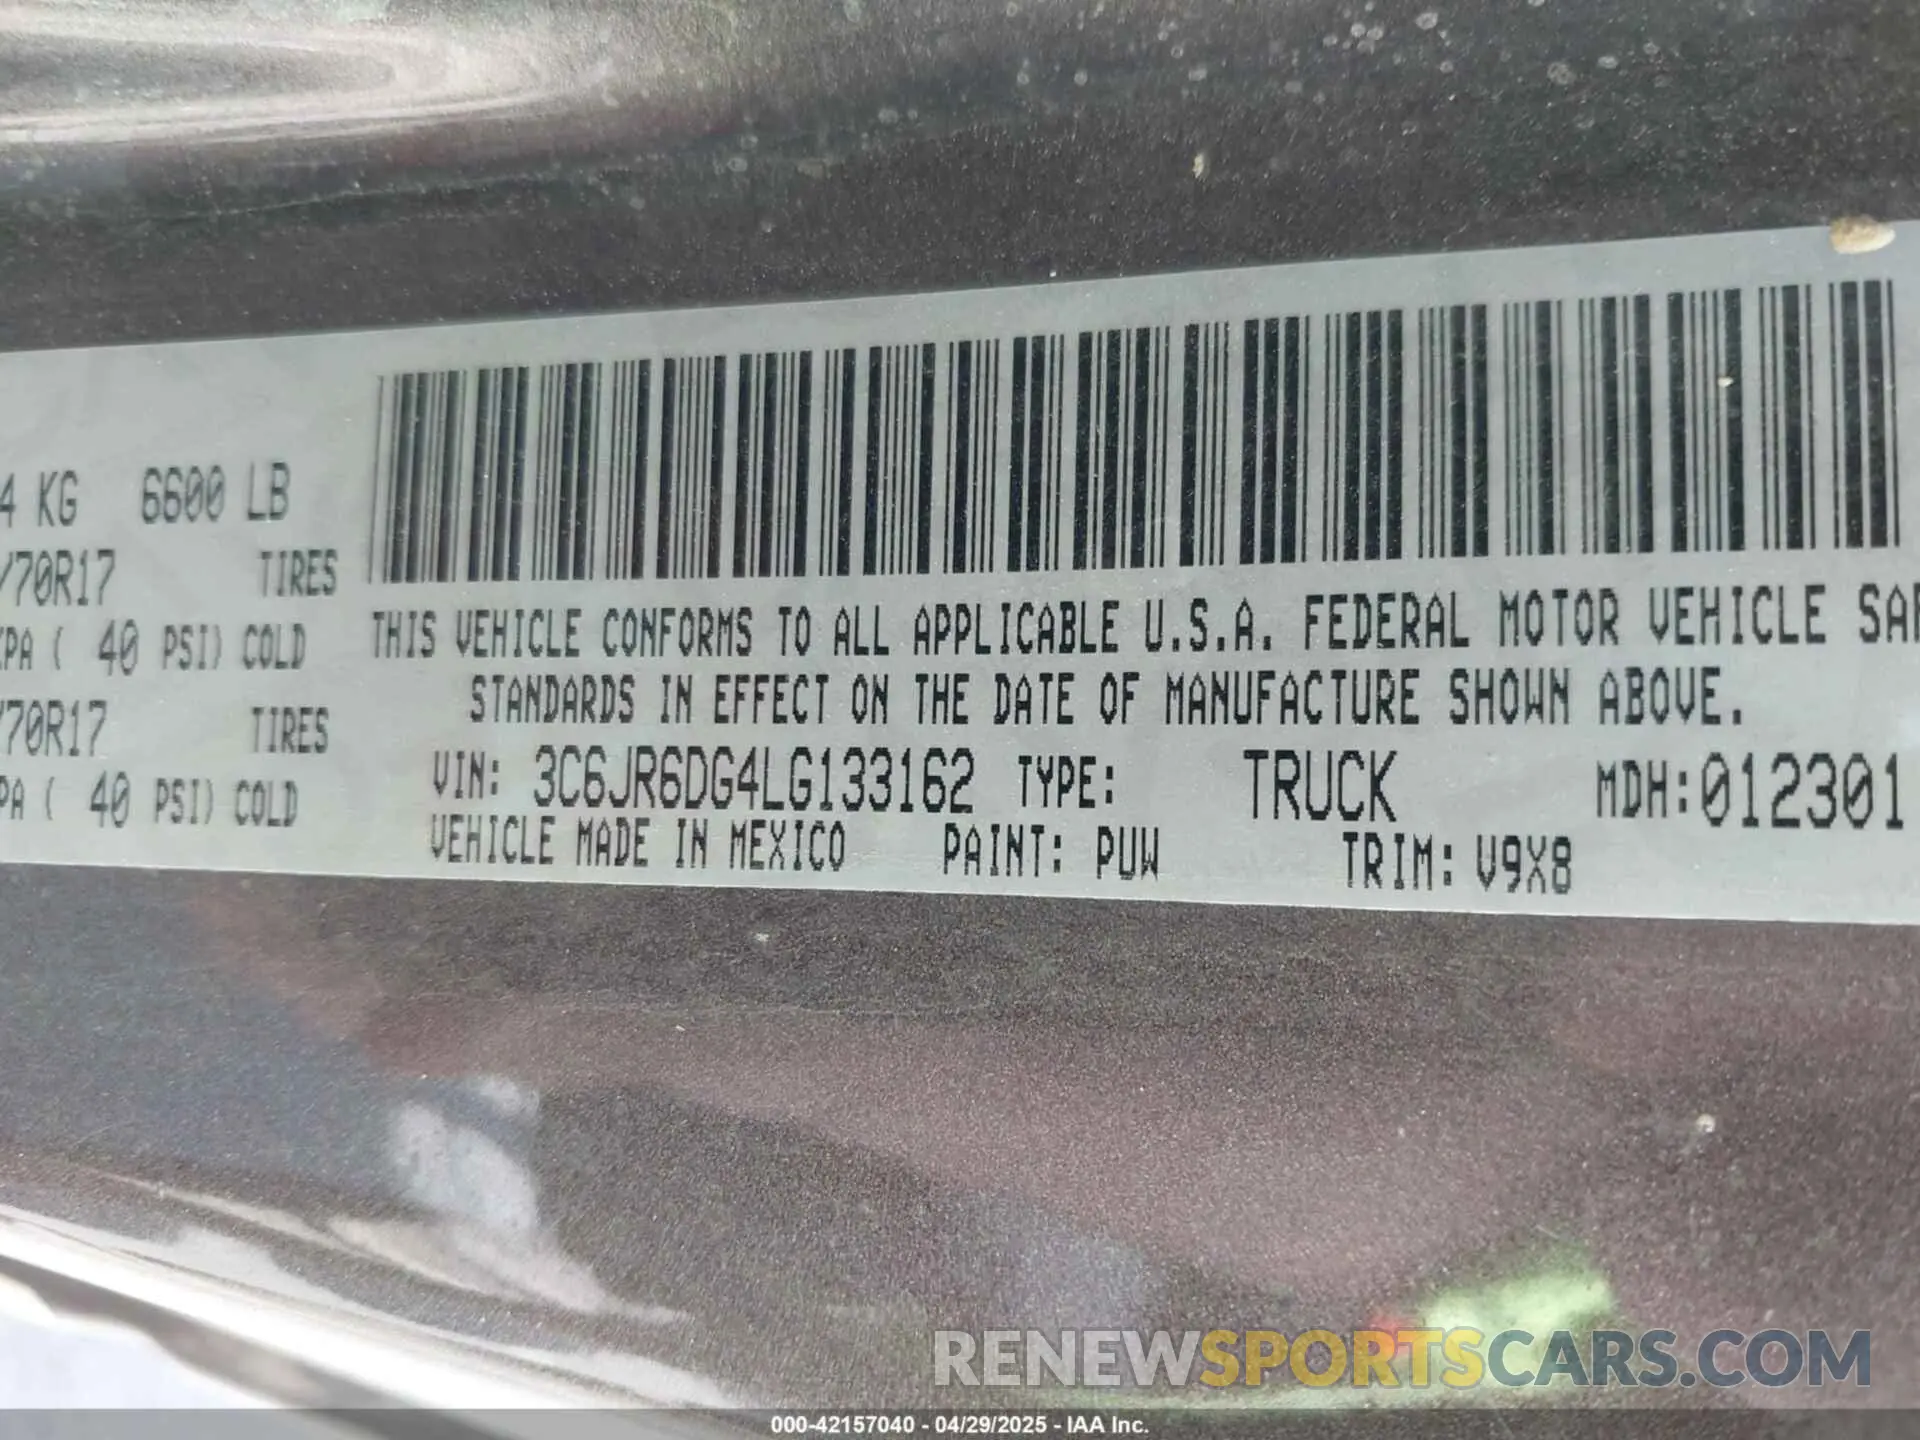 4 KG 6600 LB
/70R17 TIRES
KPA ( 40 PSI) COLD
/70R17 TIRES
PA ( 40 PSI) COLD
THIS VEHICLE CONFORMS TO ALL APPLICABLE U.S.A. FEDERAL MOTOR VEHICLE SAF
STANDARDS IN EFFECT ON THE DATE OF MANUFACTURE SHOWN ABOVE.
VIN: 3C6JR6DG4LG133162 TYPE: TRUCK MDH:012301
VEHICLE MADE IN MEXICO PAINT: PUW TRIM: V9X8
RENEWSPORTSCARS.COM
000-42157040 - 04/29/2025 - IAA Inc.